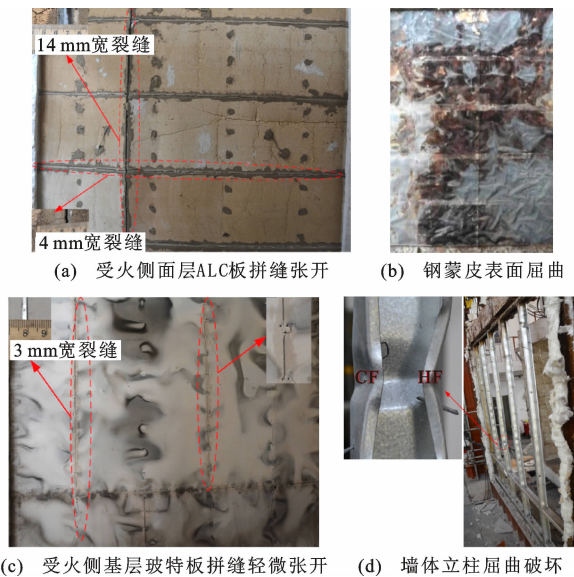 14 mm宽裂缝
4 mm宽裂缝
(a) 受火侧面层ALC板拼缝张开
(b) 钢蒙皮表面屈曲
3 mm宽裂缝
(c) 受火侧基层玻特板拼缝轻微张开
CF
HF
(d) 墙体立柱屈曲破坏